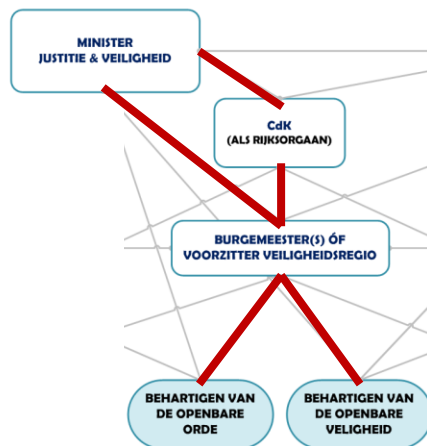 MINISTER
JUSTITIE & VEILIGHEID
CdK
(ALS RIJKSORGAAN)
BURGEMEESTER(S) ÓF
VOORZITTER VEILIGHEIDSREGIO
BEHARTIGEN VAN
DE OPENBARE
ORDE
BEHARTIGEN VAN
DE OPENBARE
VELIGHEID